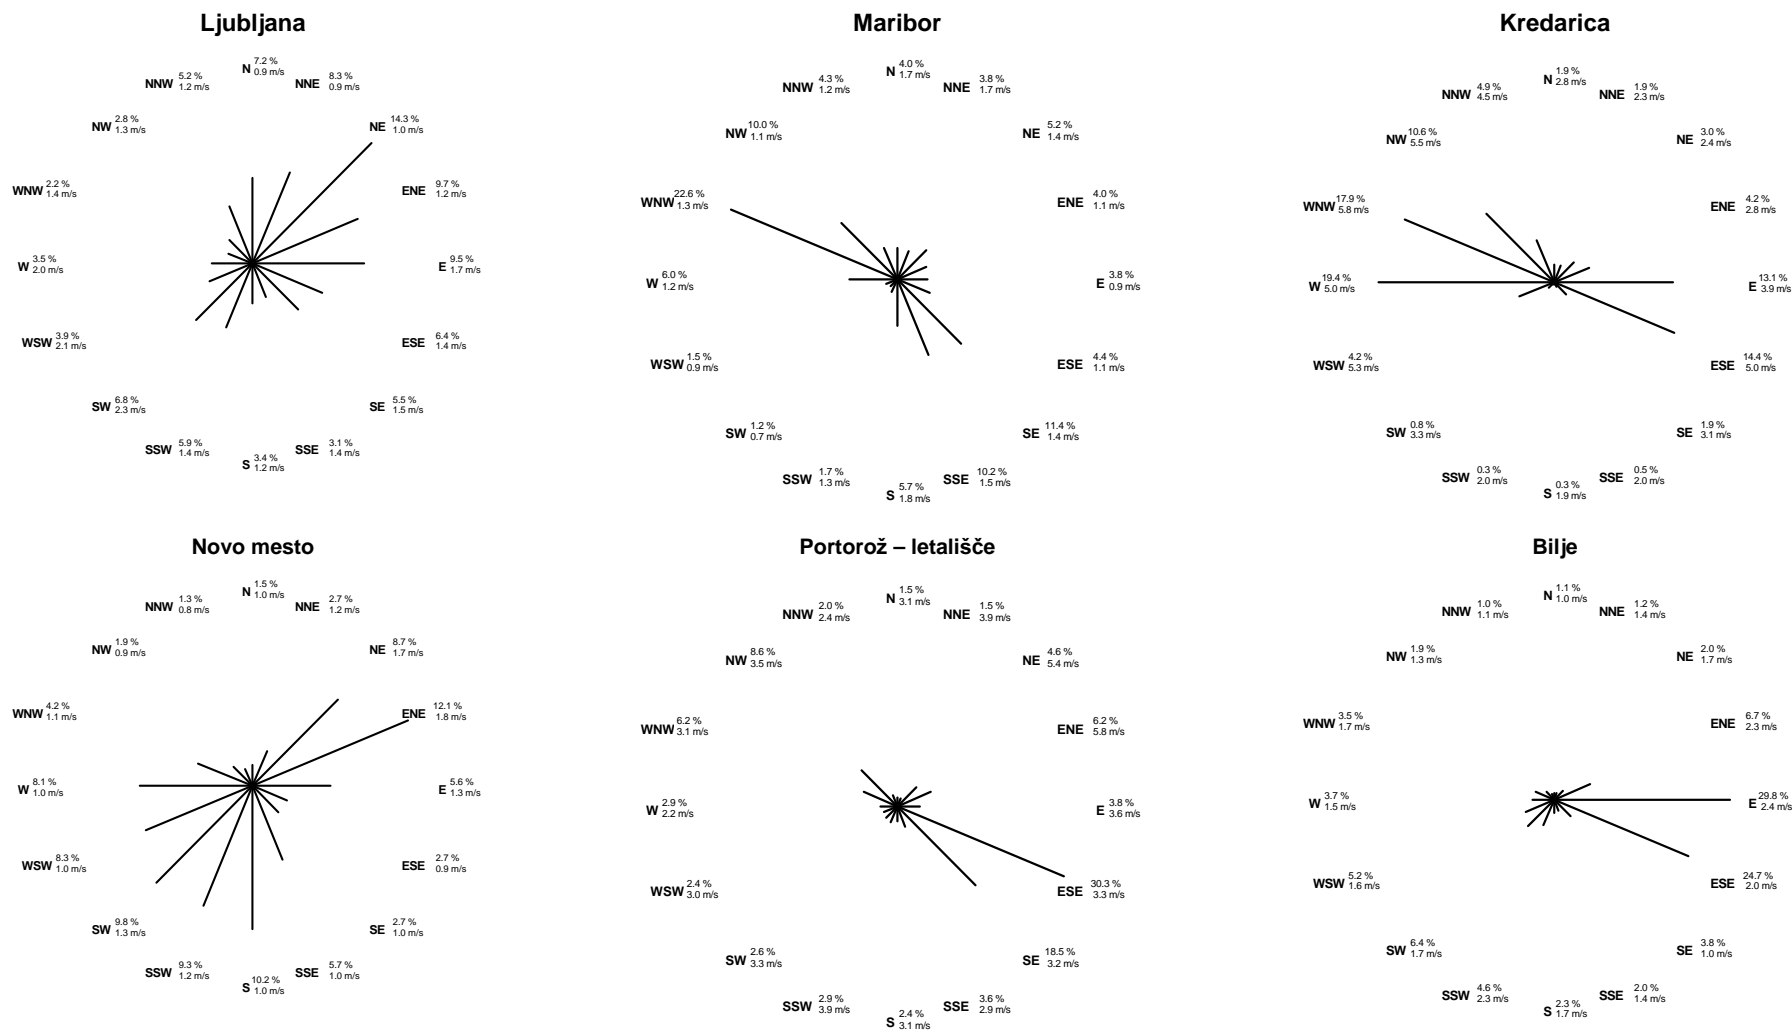 Ljubljana
N 7.2 %
0.9 m/s
NNE 8.3 %
0.9 m/s
NE 14.3 %
1.0 m/s
ENE 9.7 %
1.2 m/s
E 9.5 %
1.7 m/s
ESE 6.4 %
1.4 m/s
SE 5.5 %
1.5 m/s
SSE 3.1 %
1.4 m/s
S 3.4 %
1.2 m/s
SSW 5.9 %
1.4 m/s
SW 6.8 %
2.3 m/s
WSW 3.9 %
2.1 m/s
W 3.5 %
2.0 m/s
WNW 2.2 %
1.4 m/s
NW 2.8 %
1.3 m/s
NNW 5.2 %
1.2 m/s
Maribor
N 4.0 %
1.7 m/s
NNE 3.8 %
1.7 m/s
NE 5.2 %
1.4 m/s
ENE 4.0 %
1.1 m/s
E 3.8 %
0.9 m/s
ESE 4.4 %
1.1 m/s
SE 11.4 %
1.4 m/s
SSE 10.2 %
1.5 m/s
S 5.7 %
1.8 m/s
SSW 1.7 %
1.3 m/s
SW 1.2 %
0.7 m/s
WSW 1.5 %
0.9 m/s
W 6.0 %
1.2 m/s
WNW 22.6 %
1.3 m/s
NW 10.0 %
1.1 m/s
NNW 4.3 %
1.2 m/s
Kredarica
N 1.9 %
2.8 m/s
NNE 1.9 %
2.3 m/s
NE 3.0 %
2.4 m/s
ENE 4.2 %
2.8 m/s
E 13.1 %
3.9 m/s
ESE 14.4 %
5.0 m/s
SE 1.9 %
3.1 m/s
SSE 0.5 %
2.0 m/s
S 0.3 %
1.9 m/s
SSW 0.3 %
2.0 m/s
SW 0.8 %
3.3 m/s
WSW 4.2 %
5.3 m/s
W 19.4 %
5.0 m/s
WNW 17.9 %
5.8 m/s
NW 10.6 %
5.5 m/s
NNW 4.9 %
4.5 m/s
Novo mesto
N 1.5 %
1.0 m/s
NNE 2.7 %
1.2 m/s
NE 8.7 %
1.7 m/s
ENE 12.1 %
1.8 m/s
E 5.6 %
1.3 m/s
ESE 2.7 %
0.9 m/s
SE 2.7 %
1.0 m/s
SSE 5.7 %
1.0 m/s
S 10.2 %
1.0 m/s
SSW 9.3 %
1.2 m/s
SW 9.8 %
1.3 m/s
WSW 8.3 %
1.0 m/s
W 8.1 %
1.0 m/s
WNW 4.2 %
1.1 m/s
NW 1.9 %
0.9 m/s
NNW 1.3 %
0.8 m/s
Portorož – letališče
N 1.5 %
3.1 m/s
NNE 1.5 %
3.9 m/s
NE 4.6 %
5.4 m/s
ENE 6.2 %
5.8 m/s
E 3.8 %
3.6 m/s
ESE 30.3 %
3.3 m/s
SE 18.5 %
3.2 m/s
SSE 3.6 %
2.9 m/s
S 2.4 %
3.1 m/s
SSW 2.9 %
3.9 m/s
SW 2.6 %
3.3 m/s
WSW 2.4 %
3.0 m/s
W 2.9 %
2.2 m/s
WNW 6.2 %
3.1 m/s
NW 8.6 %
3.5 m/s
NNW 2.0 %
2.4 m/s
Bilje
N 1.1 %
1.0 m/s
NNE 1.2 %
1.4 m/s
NE 2.0 %
1.7 m/s
ENE 6.7 %
2.3 m/s
E 29.8 %
2.4 m/s
ESE 24.7 %
2.0 m/s
SE 3.8 %
1.0 m/s
SSE 2.0 %
1.4 m/s
S 2.3 %
1.7 m/s
SSW 4.6 %
2.3 m/s
SW 6.4 %
1.7 m/s
WSW 5.2 %
1.6 m/s
W 3.7 %
1.5 m/s
WNW 3.5 %
1.7 m/s
NW 1.9 %
1.3 m/s
NNW 1.0 %
1.1 m/s